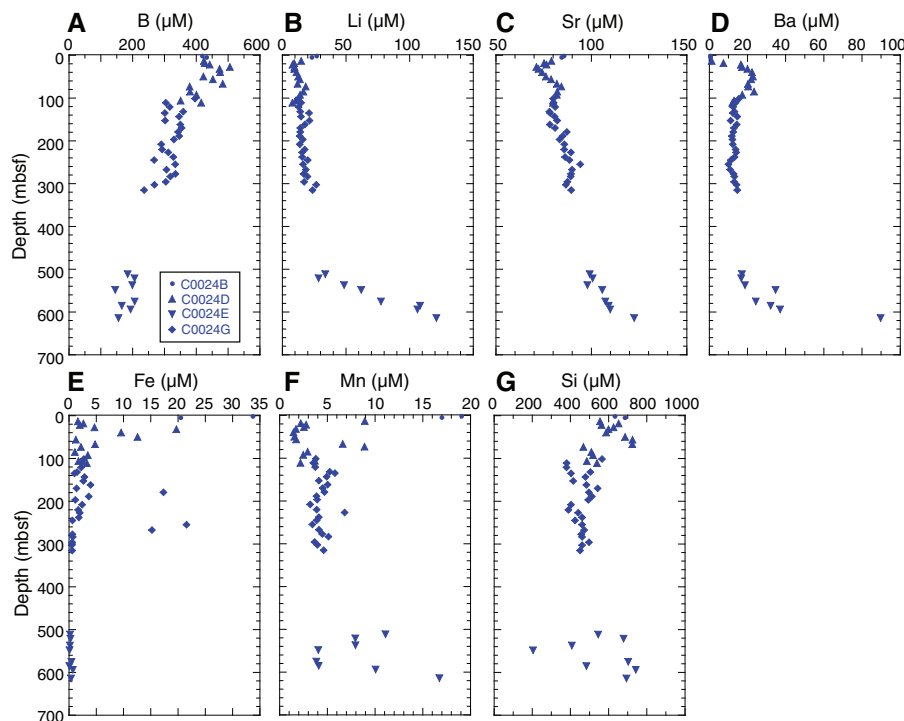 A B (µM)
0 200 400 600
B Li (µM)
0 50 100 150
C Sr (µM)
50 100 150
D Ba (µM)
0 20 40 60 80 100
Depth (mbsf)
0
100
200
300
400
500
600
700
C0024B
C0024D
C0024E
C0024G
E Fe (µM)
0 5 10 15 20 25 30 35
F Mn (µM)
0 5 10 15 20
G Si (µM)
0 200 400 600 800 1000
Depth (mbsf)
0
100
200
300
400
500
600
700